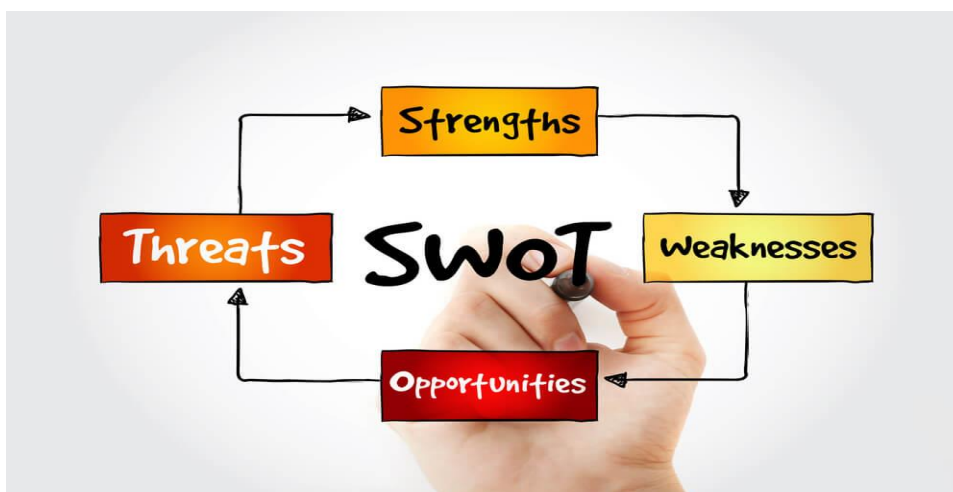 Strengths
Threats
SWOT
Weaknesses
Opportunities